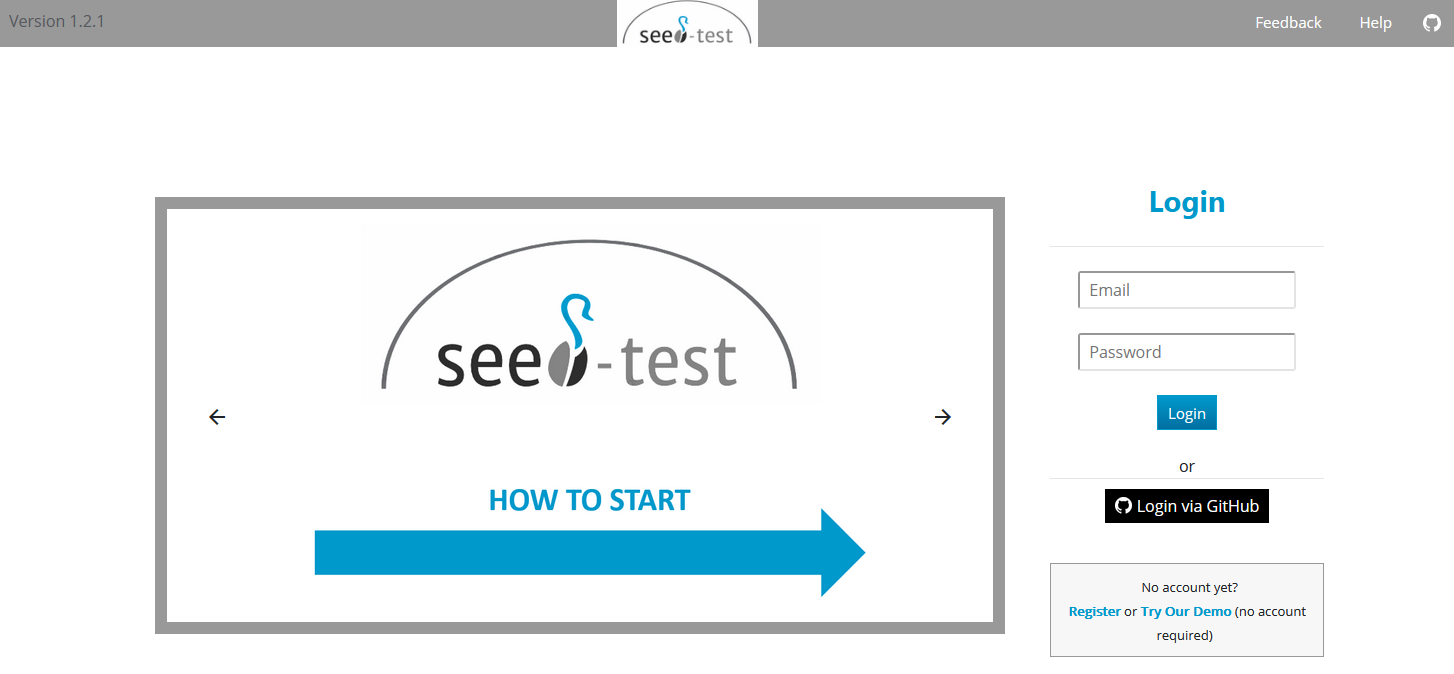 Version 1.2.1
seed-test
Feedback
Help
seed-test
HOW TO START
Login
Email
Password
Login
or
Login via GitHub
No account yet?
Register or Try Our Demo (no account
required)